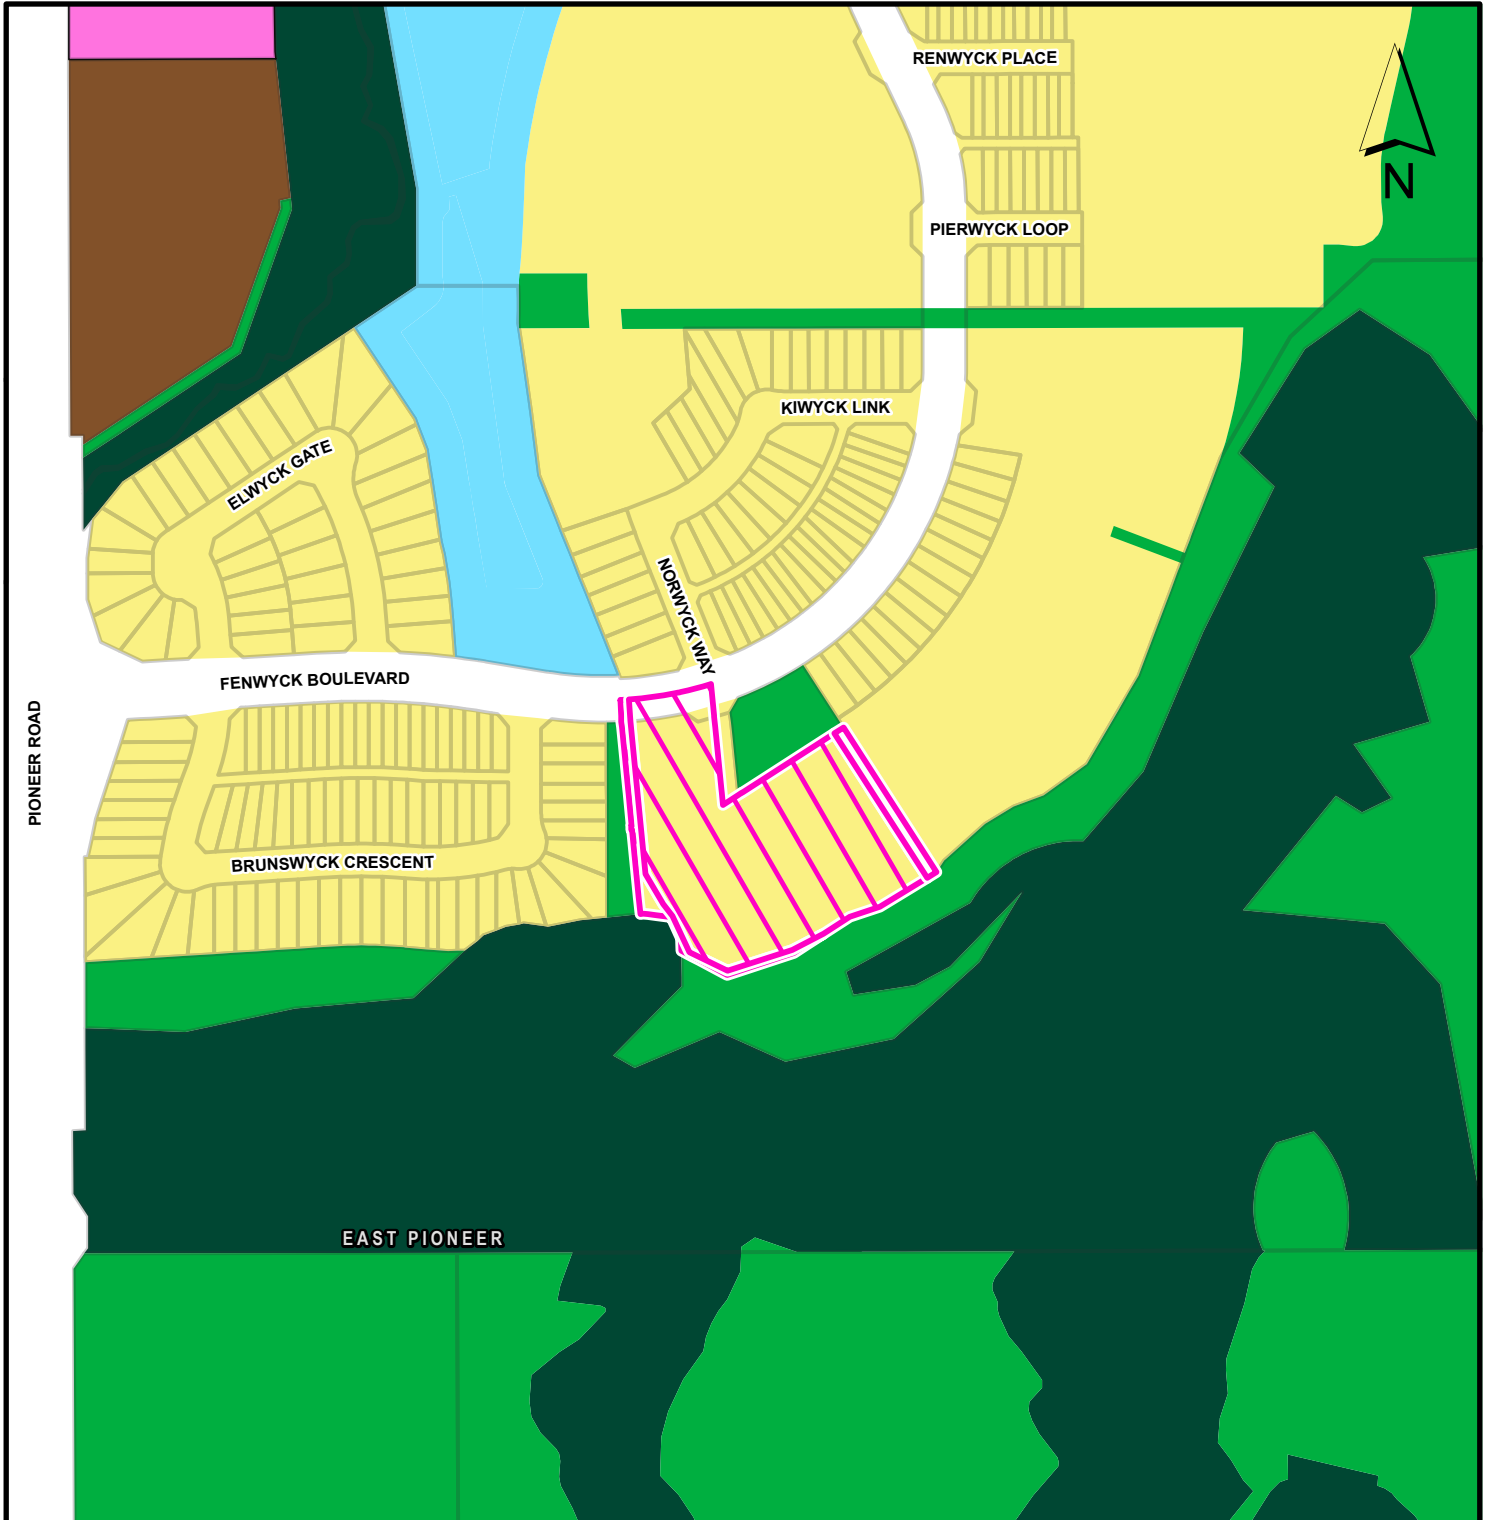 RENWYCK PLACE
N
PIERWYCK LOOP
KIWYCK LINK
ELWYCK GATE
NORWYCK WAY
FENWYCK BOULEVARD
PIONEER ROAD
BRUNSWYCK CRESCENT
EAST PIONEER